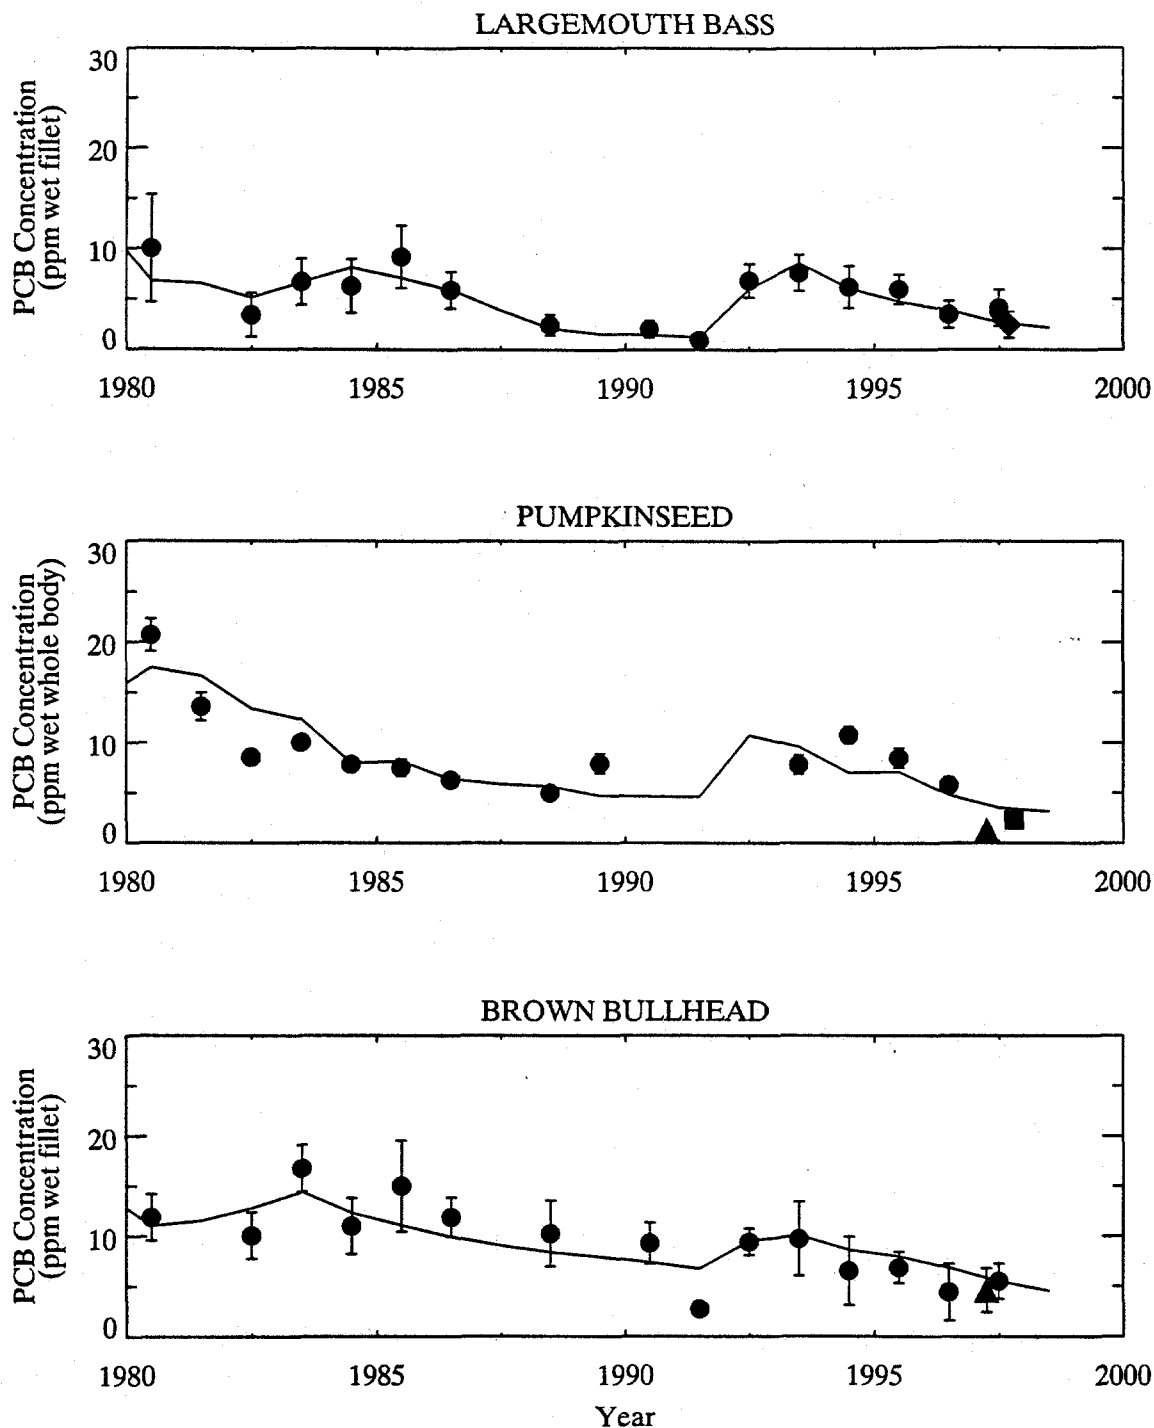 LARGEMOUTH BASS
PCB Concentration
(ppm wet fillet)
30
20
10
0
1980 1985 1990 1995 2000
PUMPKINSEED
PCB Concentration
(ppm wet whole body)
30
20
10
0
1980 1985 1990 1995 2000
BROWN BULLHEAD
PCB Concentration
(ppm wet fillet)
30
20
10
0
1980 1985 1990 1995 2000
Year